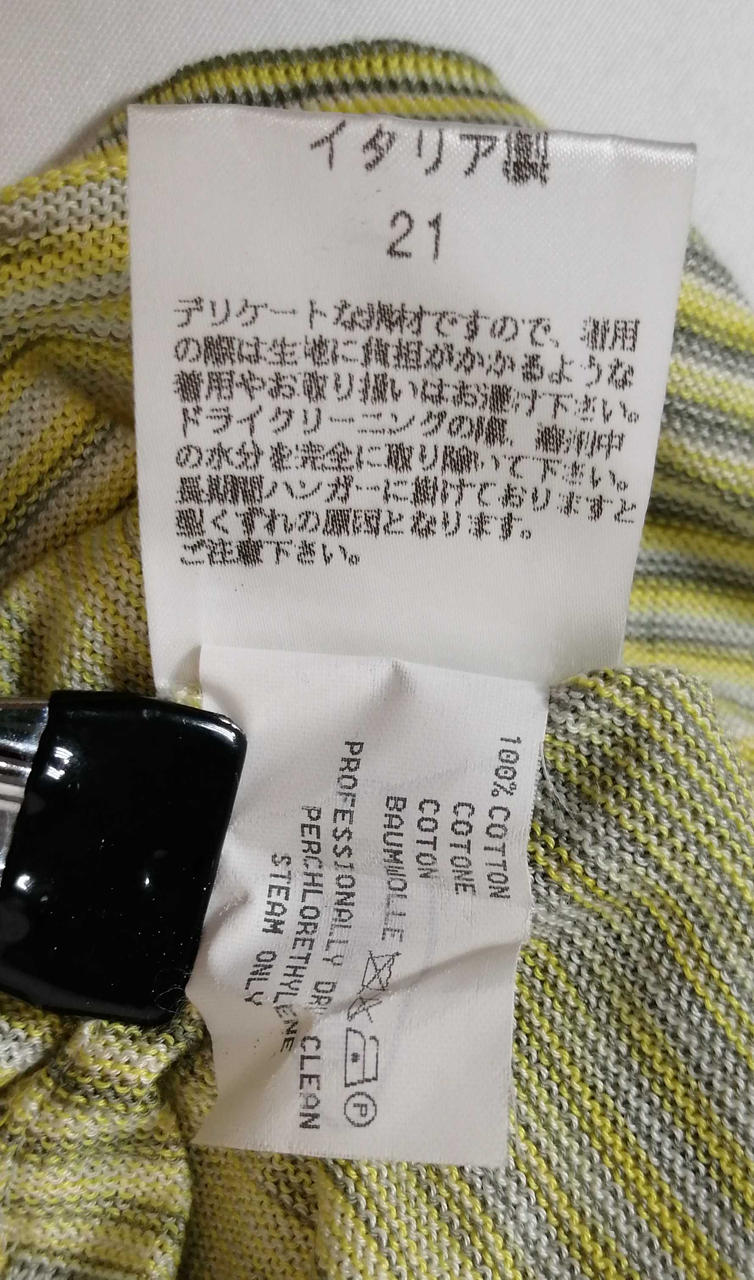 イタリア製
21
デリケートな素材ですので、着用
の際は生地に負担がかかるような
着用やお取り扱いはお避け下さい。
ドライクリーニングの際、溶剤中
の水分を完全に取り除いて下さい。
長期間ハンガーに掛けておりますと
型くずれの原因となります。
ご注意下さい。
100% COTTON
COTONE
COTON
BAUMWOLLE
P
PROFESSIONALLY DRY CLEAN
PERCHLORETHYLENE
STEAM ONLY